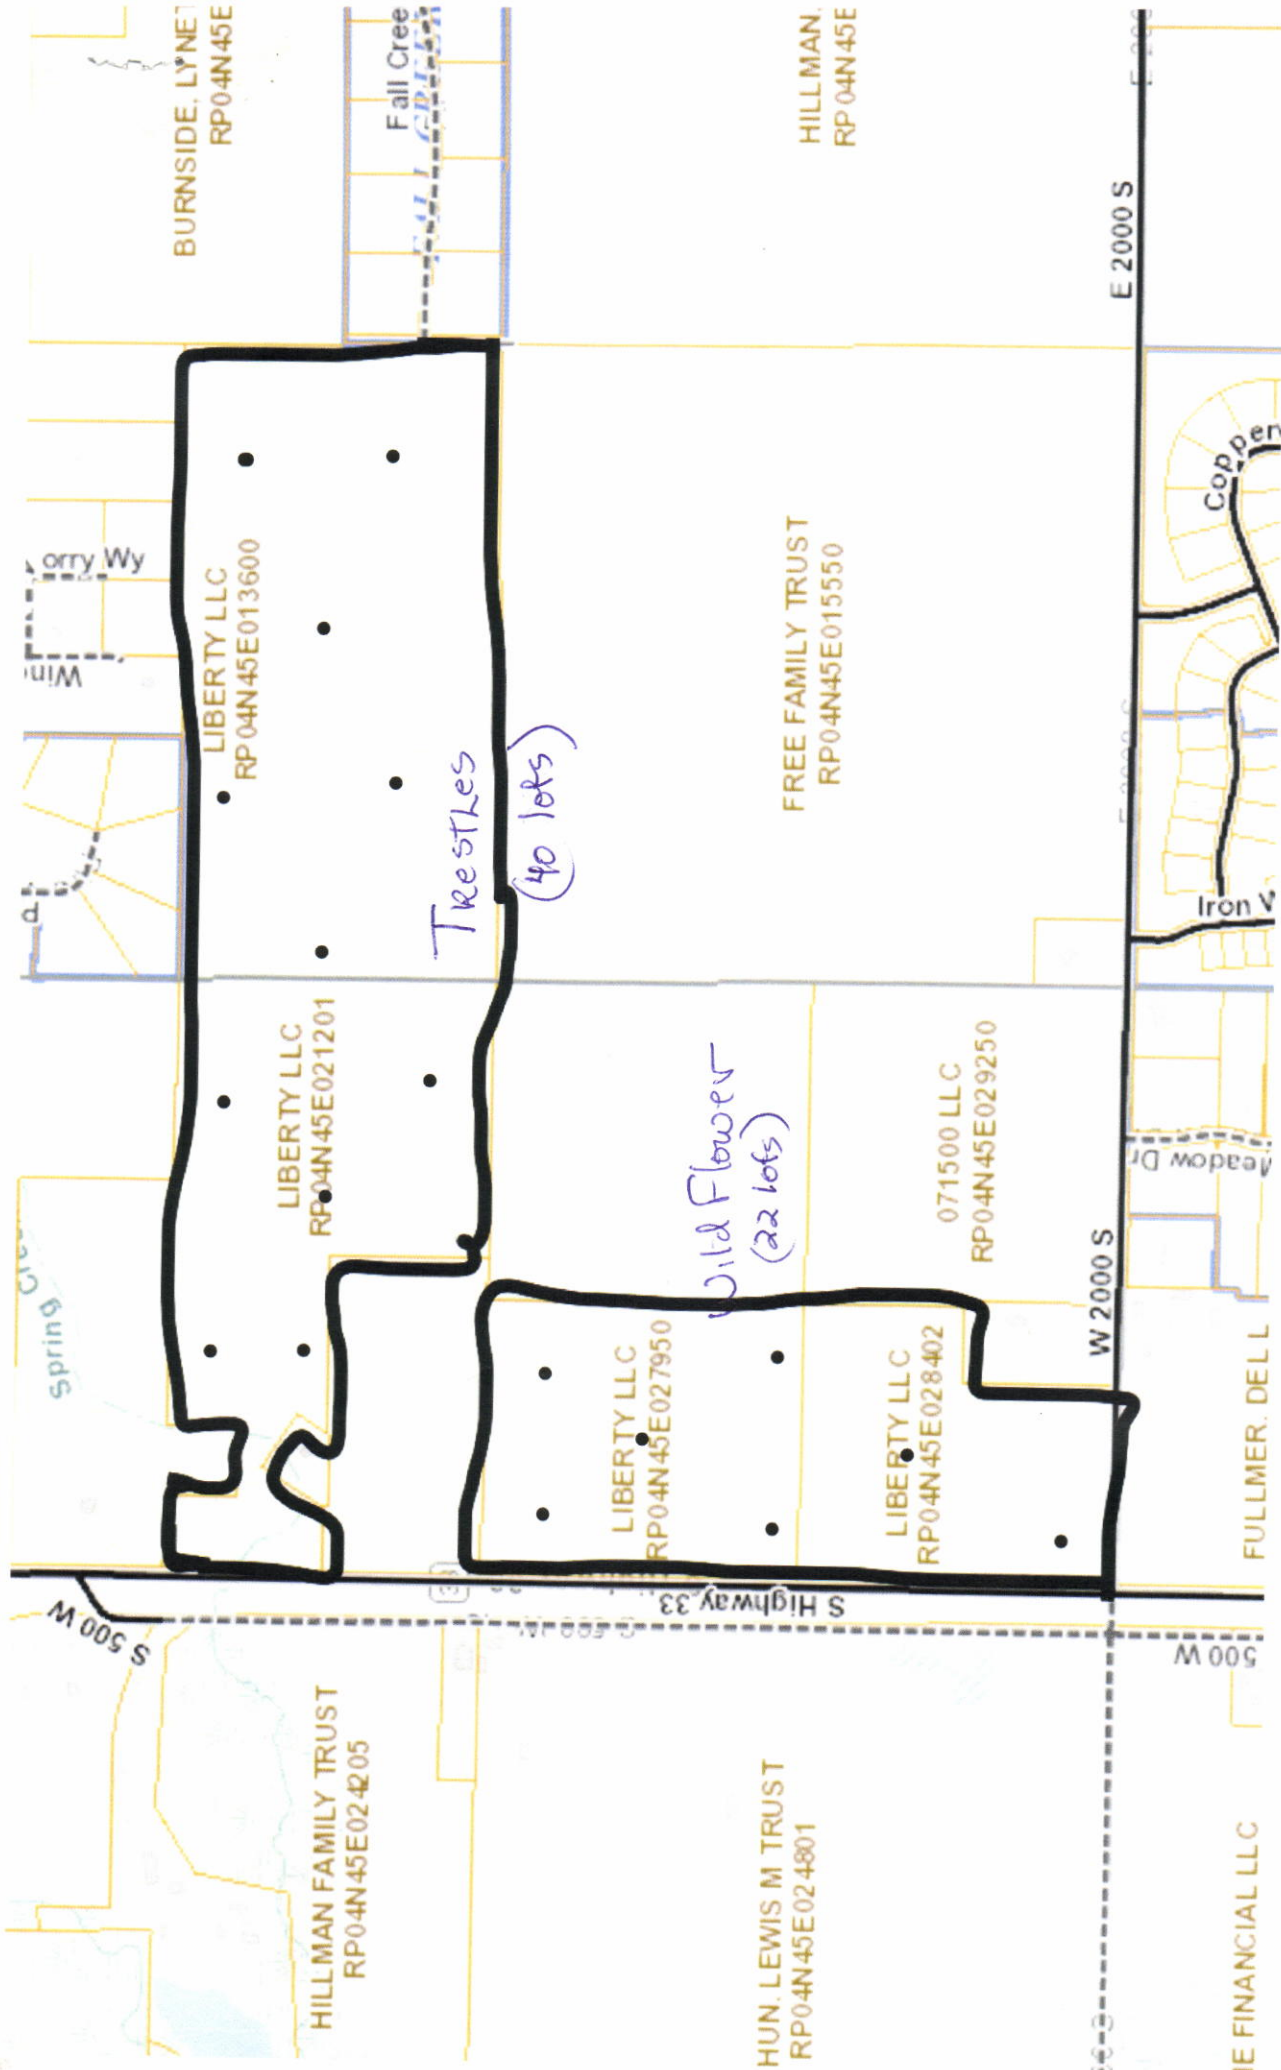 BURNSIDE, LYNET
RP04N45E
Fall Cree
HILLMAN,
RP04N45E
E 2000 S
orry Wy
LIBERTY LLC
RP04N45E013600
Trestles
(40 lots)
FREE FAMILY TRUST
RP04N45E015550
Copper
Iron
LIBERTY LLC
RP04N45E021201
Wild Flower
(22 lots)
071500 LLC
RP04N45E029250
Meadow Dr
Spring
LIBERTY LLC
RP04N45E027950
LIBERTY LLC
RP04N45E028402
W 2000 S
FULLMER, DELL
S 500 W
33
S Highway 33
500 W
HILLMAN FAMILY TRUST
RP04N45E024205
HUN, LEWIS M TRUST
RP04N45E024801
E FINANCIAL LLC